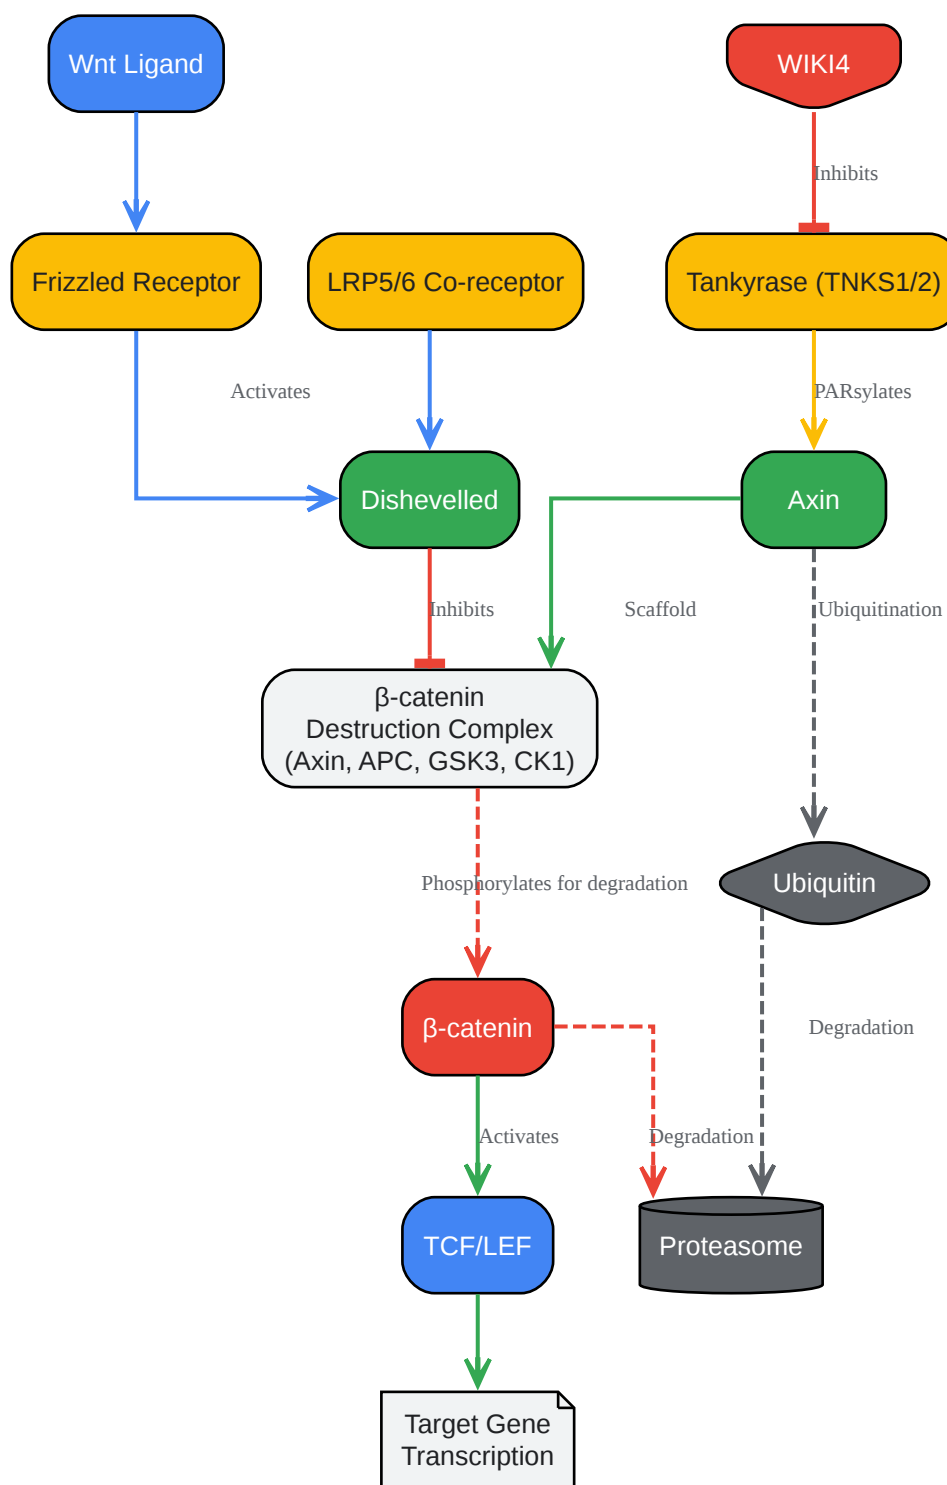 Wnt Ligand
WIKI4
Inhibits
Frizzled Receptor
LRP5/6 Co-receptor
Tankyrase (TNKS1/2)
Activates
PARsylates
Dishevelled
Axin
Inhibits
Scaffold
Ubiquitination
β-catenin
Destruction Complex
(Axin, APC, GSK3, CK1)
Phosphorylates for degradation
Ubiquitin
β-catenin
Degradation
Activates
Degradation
TCF/LEF
Proteasome
Target Gene
Transcription